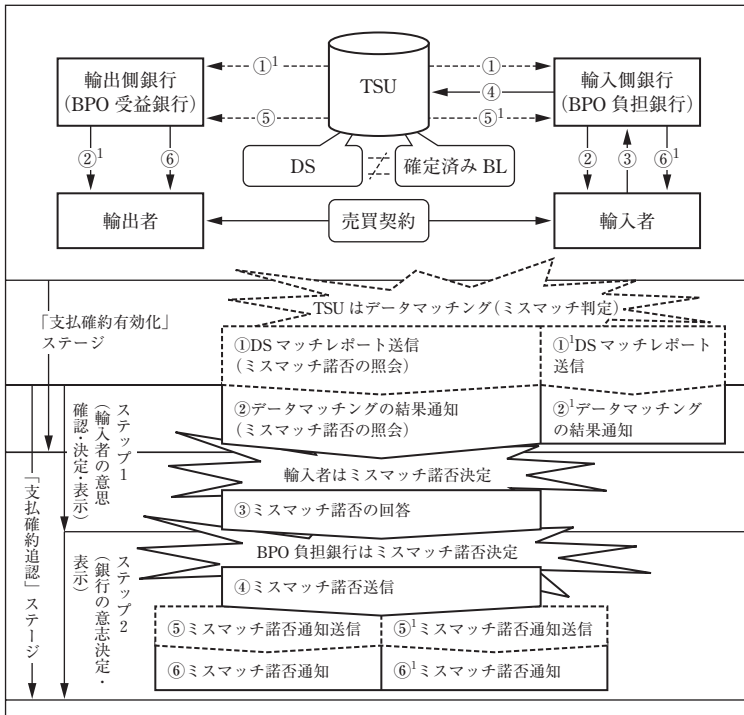 ①¹
①
輸出側銀行
(BPO 受益銀行)
TSU
輸入側銀行
(BPO 負担銀行)
④
⑤
⑤¹
②¹
⑥
②
③
⑥¹
DS
確定済み BL
輸出者
売買契約
輸入者
TSU はデータマッチング(ミスマッチ判定)
「支払確約有効化」
ステージ
①DS マッチレポート送信
(ミスマッチ諾否の照会)
①¹DS マッチレポート
送信
②データマッチングの結果通知
(ミスマッチ諾否の照会)
②¹データマッチング
の結果通知
ステップ1
(輸入者の意思
確認・決定・表示)
輸入者はミスマッチ諾否決定
③ミスマッチ諾否の回答
「支払確約追認」ステージ
BPO 負担銀行はミスマッチ諾否決定
ステップ2
(銀行の意志決定・
表示)
④ミスマッチ諾否送信
⑤ミスマッチ諾否通知送信
⑤¹ミスマッチ諾否通知送信
⑥ミスマッチ諾否通知
⑥¹ミスマッチ諾否通知